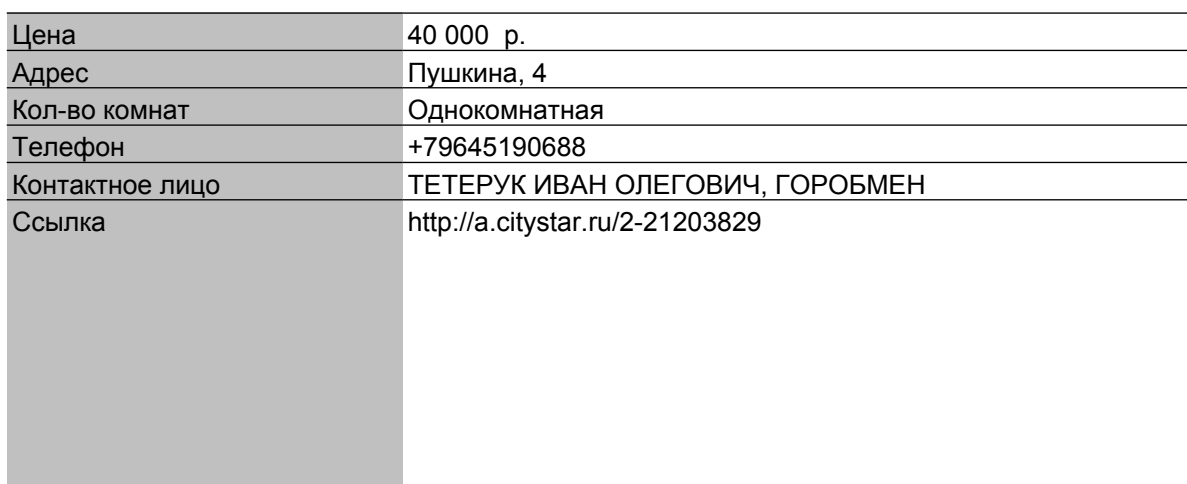 Цена 40 000 р.
Адрес Пушкина, 4
Кол-во комнат Однокомнатная
Телефон +79645190688
Контактное лицо ТЕТЕРУК ИВАН ОЛЕГОВИЧ, ГОРОБМЕН
Ссылка http://a.citystar.ru/2-21203829